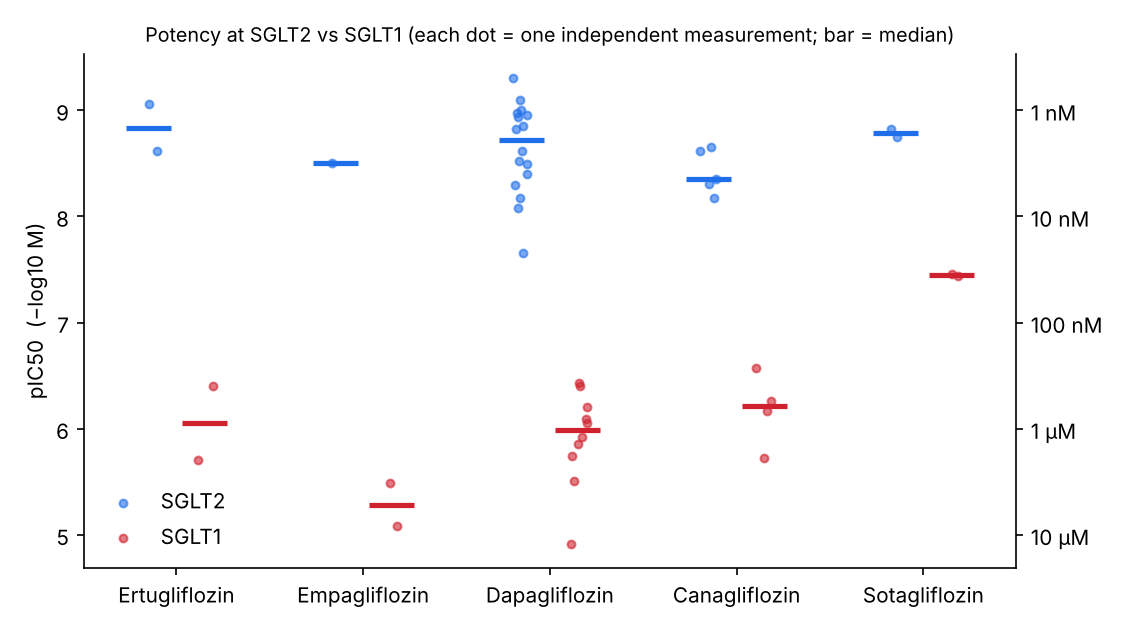 Potency at SGLT2 vs SGLT1 (each dot = one independent measurement; bar = median)
pIC50 (−log10 M)
9
8
7
6
5
1 nM
10 nM
100 nM
1 µM
10 µM
SGLT2
SGLT1
Ertugliflozin
Empagliflozin
Dapagliflozin
Canagliflozin
Sotagliflozin